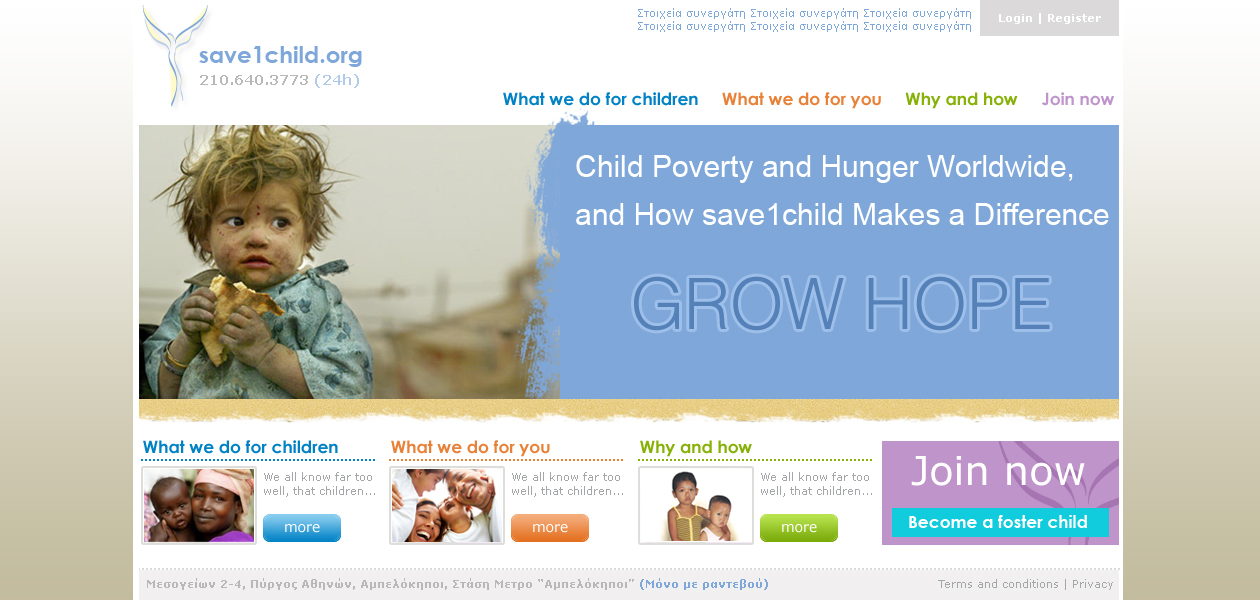 Στοιχεία συνεργάτη Στοιχεία συνεργάτη Στοιχεία συνεργάτη
Στοιχεία συνεργάτη Στοιχεία συνεργάτη Στοιχεία συνεργάτη
Login | Register
save1child.org
210.640.3773 (24h)
What we do for children
What we do for you
Why and how
Join now
Child Poverty and Hunger Worldwide,
and How save1child Makes a Difference
GROW HOPE
What we do for children
We all know far too
well, that children...
more
What we do for you
We all know far too
well, that children...
more
Why and how
We all know far too
well, that children...
more
Join now
Become a foster child
Μεσογείων 2-4, Πύργος Αθηνών, Αμπελόκηποι, Στάση Μετρο "Αμπελόκηποι" (Μόνο με ραντεβού)
Terms and conditions | Privacy